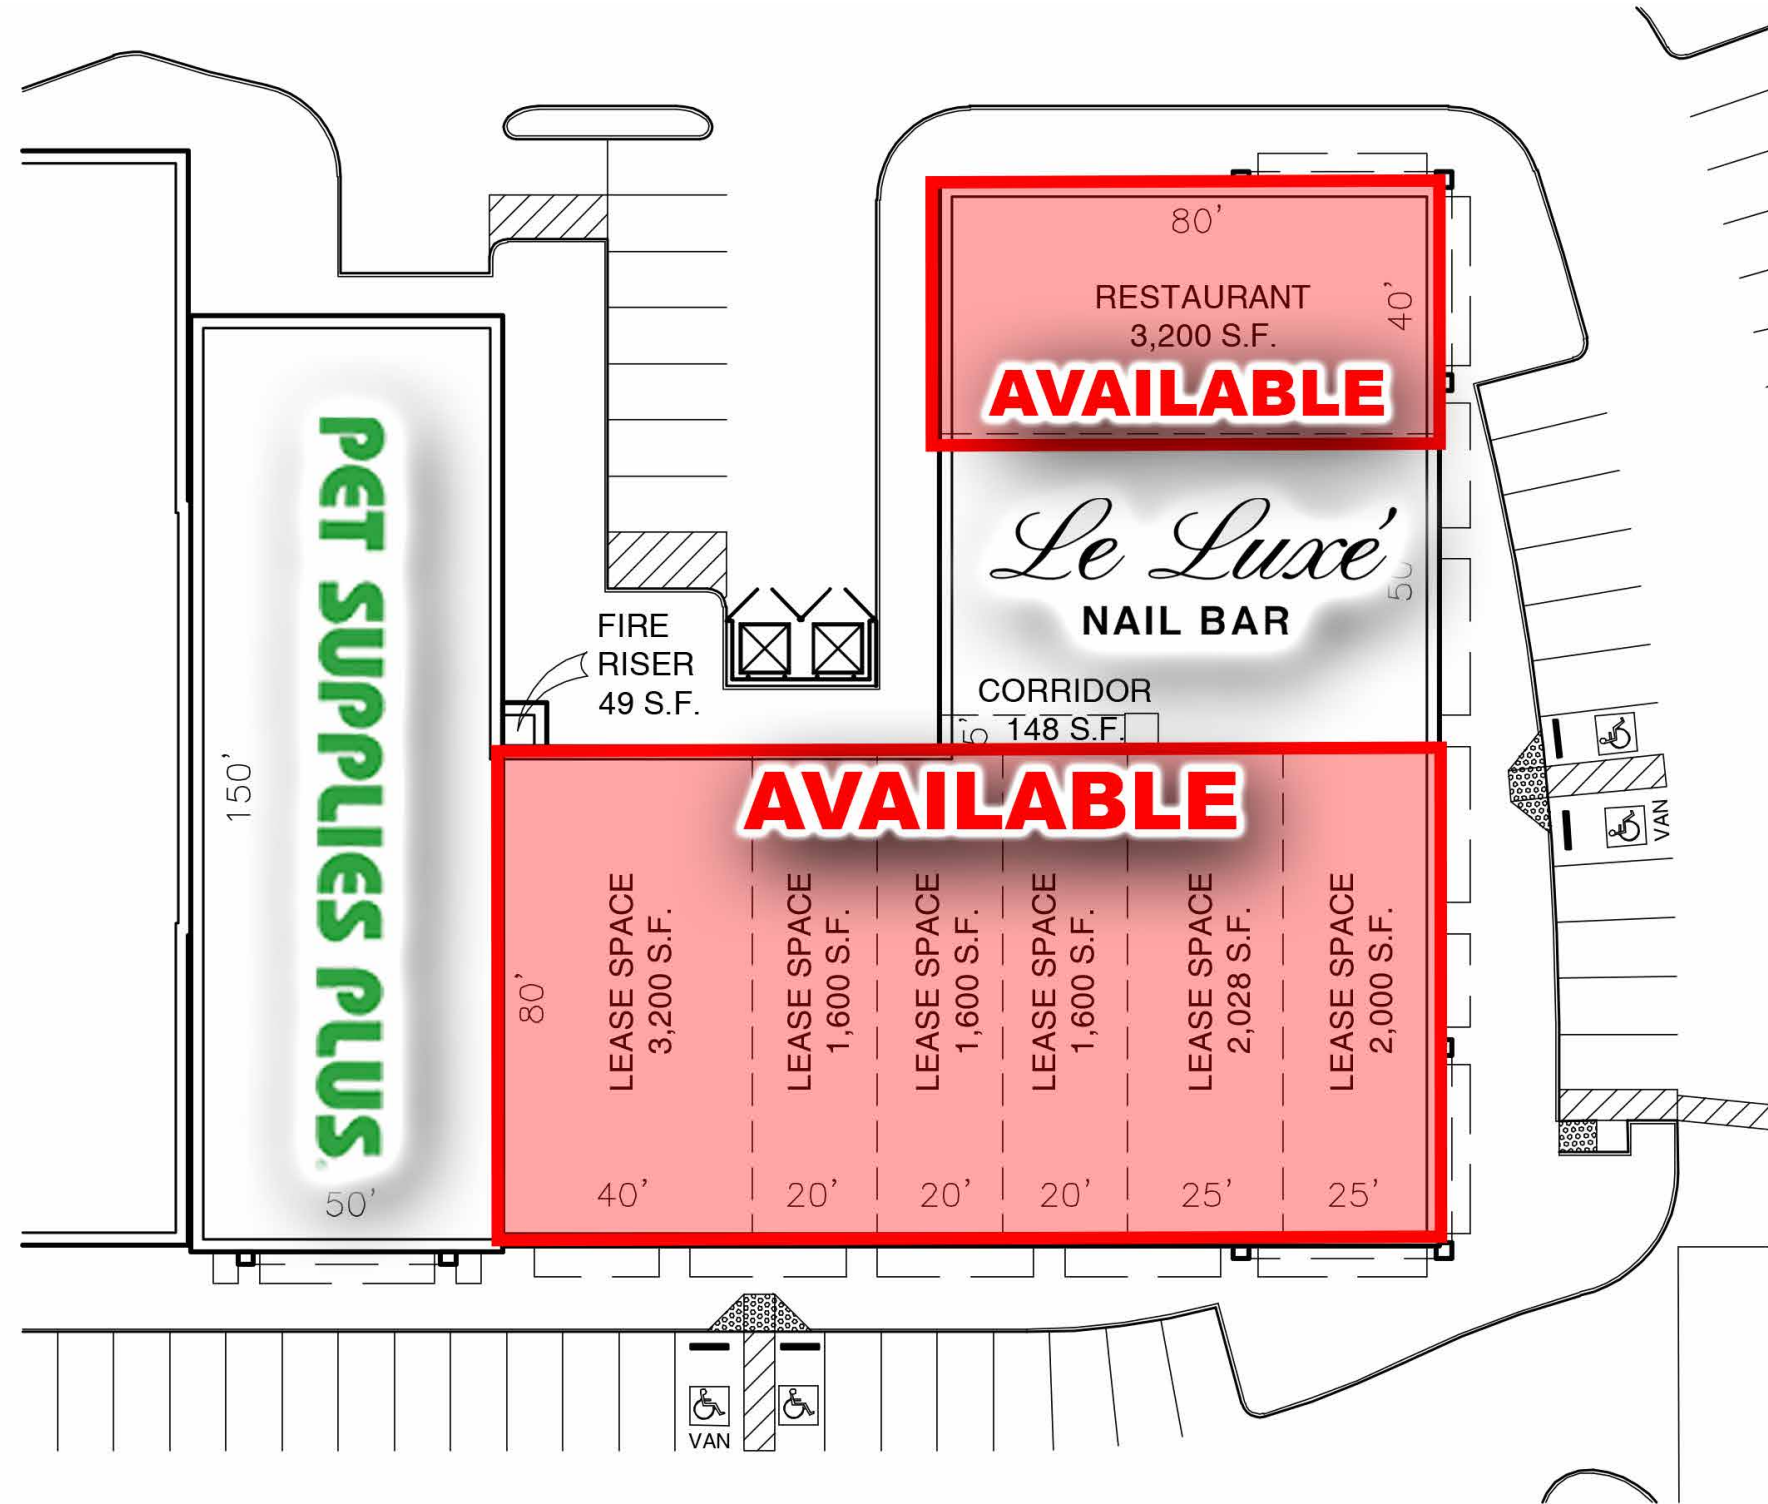 80'
RESTAURANT
3,200 S.F.
40'
AVAILABLE
Le Luxé
NAIL BAR
50'
CORRIDOR
148 S.F.
5'
FIRE
RISER
49 S.F.
PET SUPPLIES PLUS
150'
50'
AVAILABLE
80'
LEASE SPACE
3,200 S.F.
40'
LEASE SPACE
1,600 S.F.
20'
LEASE SPACE
1,600 S.F.
20'
LEASE SPACE
1,600 S.F.
20'
LEASE SPACE
2,028 S.F.
25'
LEASE SPACE
2,000 S.F.
25'
VAN
VAN